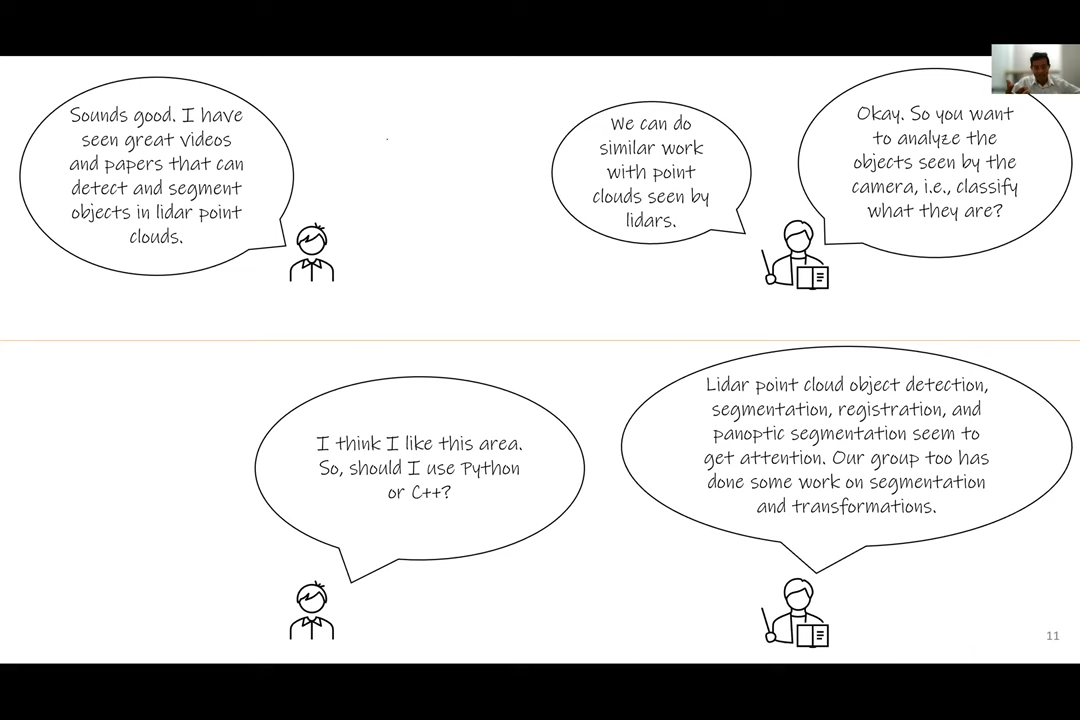 Sounds good. I have
seen great videos
and papers that can
detect and segment
objects in lidar point
clouds.
We can do
similar work
with point
clouds seen by
lidars.
Okay. So you want
to analyze the
objects seen by the
camera, i.e., classify
what they are?
I think I like this area.
So, should I use Python
or C++?
Lidar point cloud object detection,
segmentation, registration, and
panoptic segmentation seem to
get attention. Our group too has
done some work on segmentation
and transformations.
11